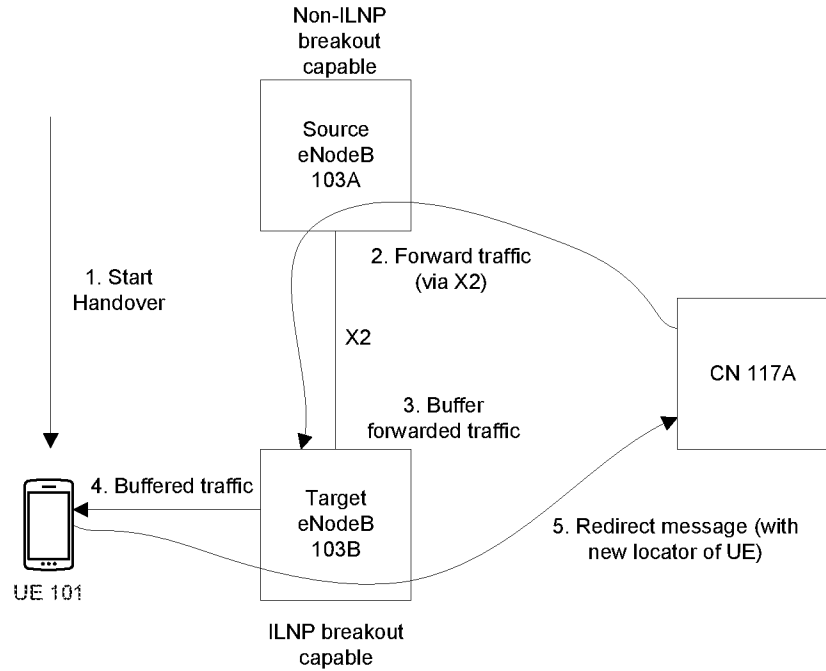 Non-ILNP
breakout
capable
Source
eNodeB
103A
1. Start
Handover
2. Forward traffic
(via X2)
X2
CN 117A
3. Buffer
forwarded traffic
4. Buffered traffic
Target
eNodeB
103B
5. Redirect message (with
new locator of UE)
UE 101
ILNP breakout
capable